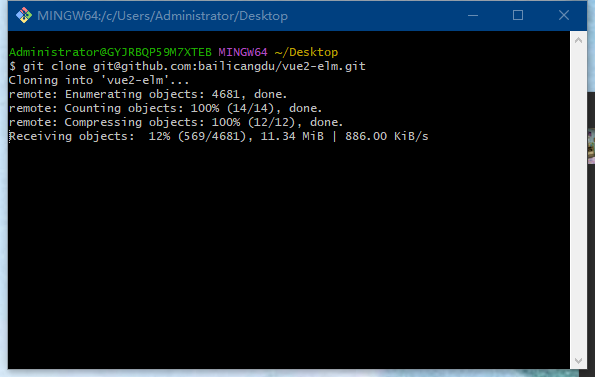 MINGW64:/c/Users/Administrator/Desktop
Administrator@GYJRBQP59M7XTEB MINGW64 ~/Desktop
$ git clone git@github.com:bailicangdu/vue2-elm.git
Cloning into 'vue2-elm'...
remote: Enumerating objects: 4681, done.
remote: Counting objects: 100% (14/14), done.
remote: Compressing objects: 100% (12/12), done.
Receiving objects:  12% (569/4681), 11.34 MiB | 886.00 KiB/s